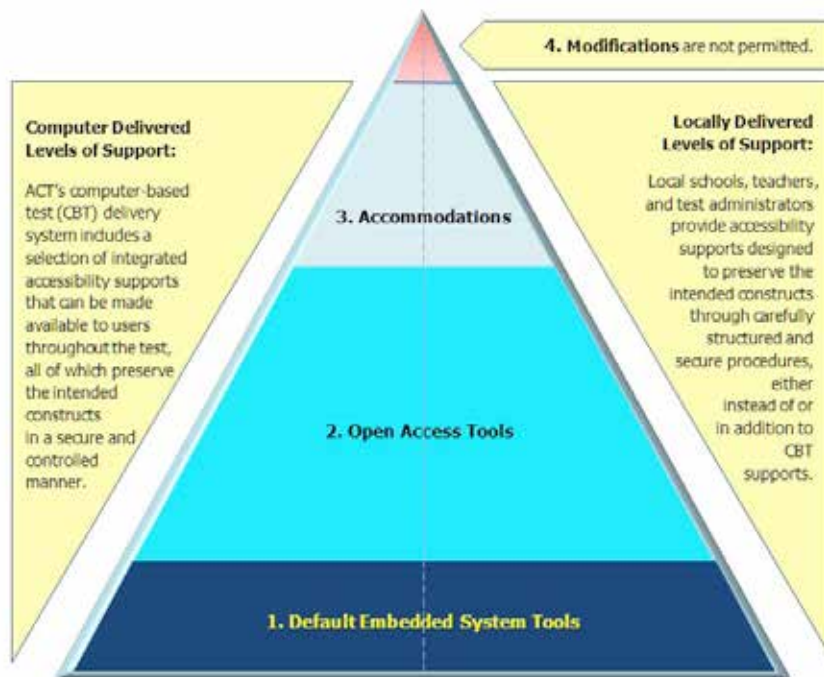 4. Modifications are not permitted.
Computer Delivered
Levels of Support:
ACT's computer-based
test (CBT) delivery
system includes a
selection of integrated
accessibility supports
that can be made
available to users
throughout the test,
all of which preserve
the intended
constructs
in a secure and
controlled
manner.
Locally Delivered
Levels of Support:
Local schools, teachers,
and test administrators
provide accessibility
supports designed
to preserve the
intended constructs
through carefully
structured and
secure procedures,
either
instead of or
in addition to
CBT
supports.
3. Accommodations
2. Open Access Tools
1. Default Embedded System Tools